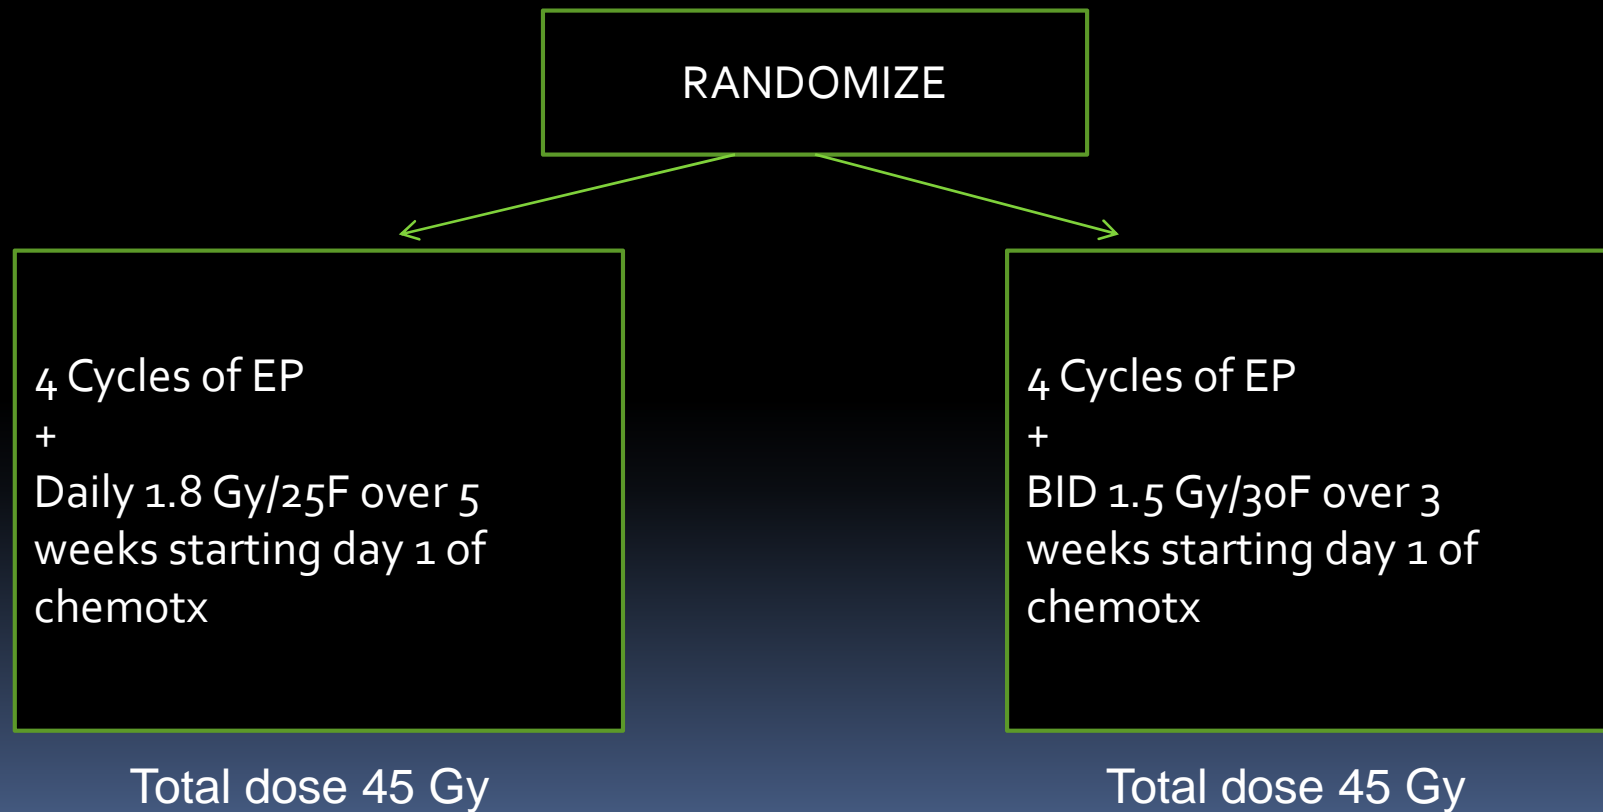 RANDOMIZE
4 Cycles of EP
+
Daily 1.8 Gy/25F over 5
weeks starting day 1 of
chemotx
4 Cycles of EP
+
BID 1.5 Gy/30F over 3
weeks starting day 1 of
chemotx
Total dose 45 Gy
Total dose 45 Gy